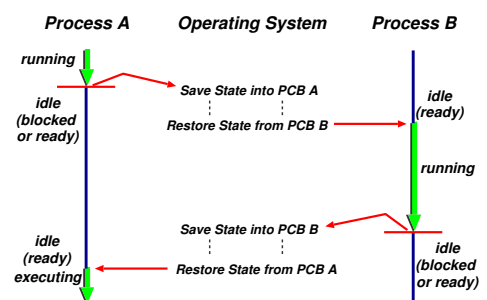 Process A
Operating System
Process B
running
Save State into PCB A
idle
(blocked
or ready)
idle
(ready)
Restore State from PCB B
running
Save State into PCB B
idle
(ready)
executing
Restore State from PCB A
idle
(blocked
or ready)